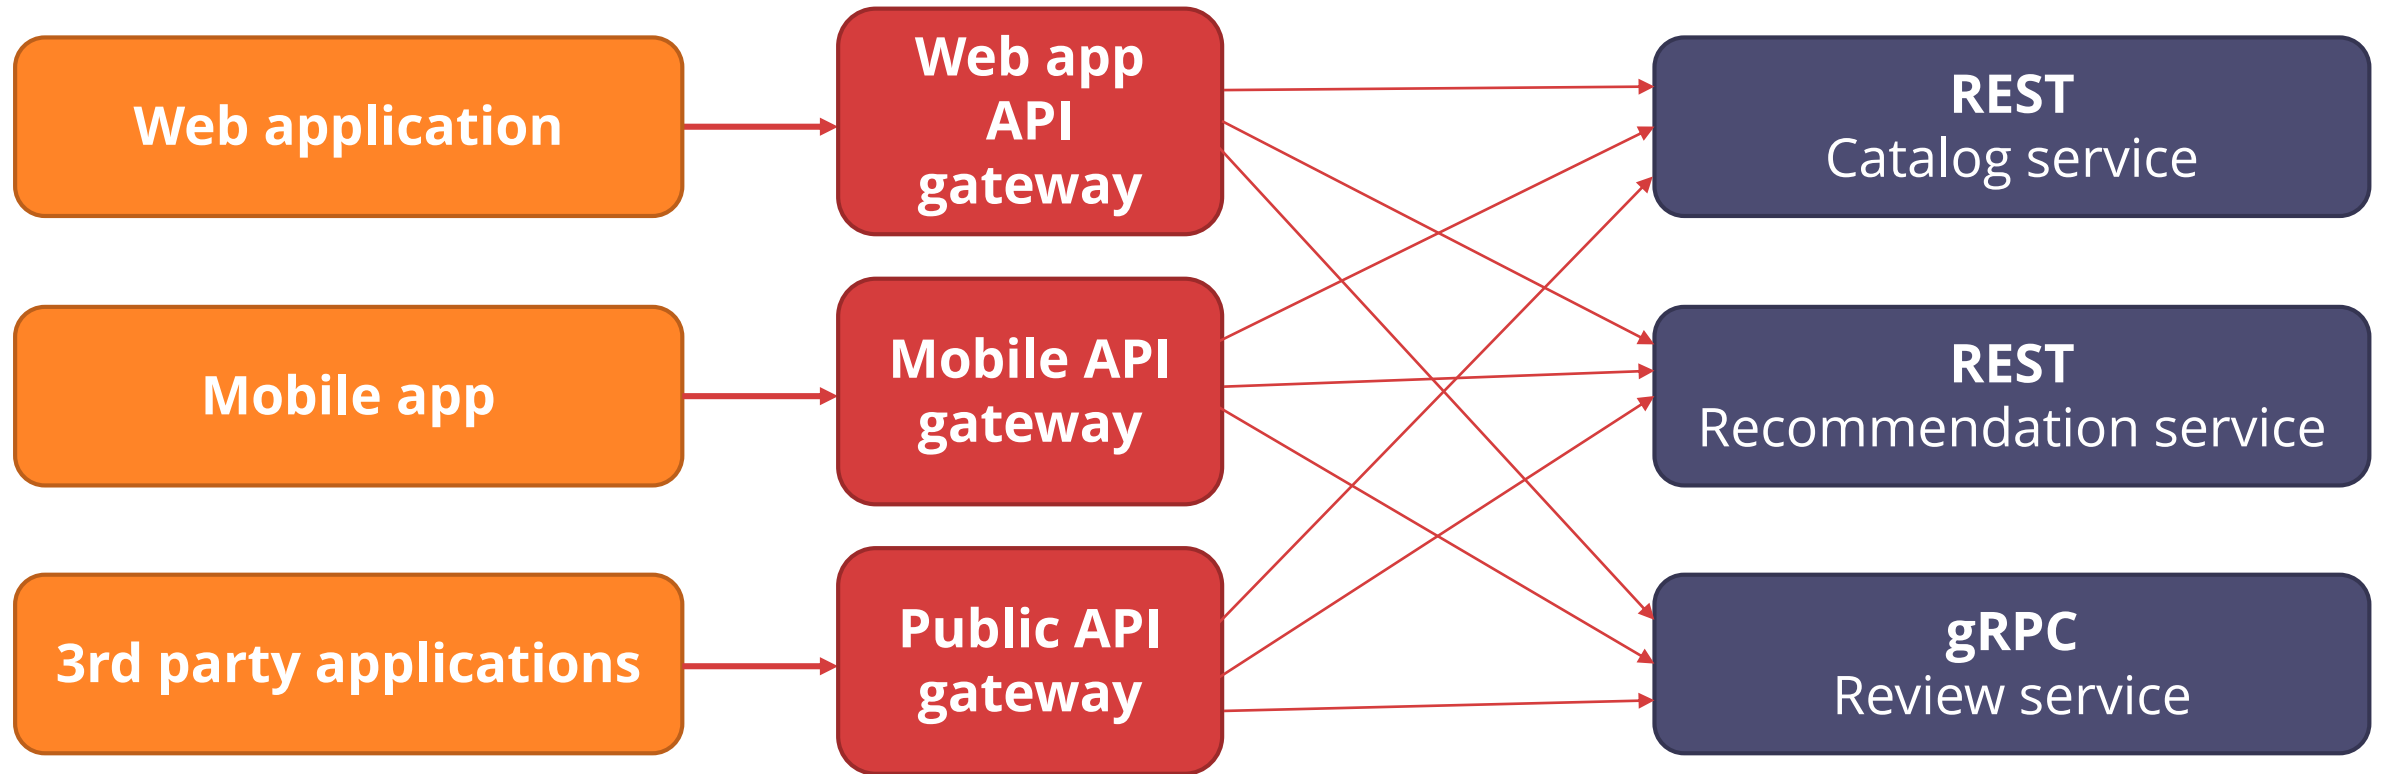 Web application
Web app
API
gateway
REST
Catalog service
Mobile app
Mobile API
gateway
REST
Recommendation service
3rd party applications
Public API
gateway
gRPC
Review service